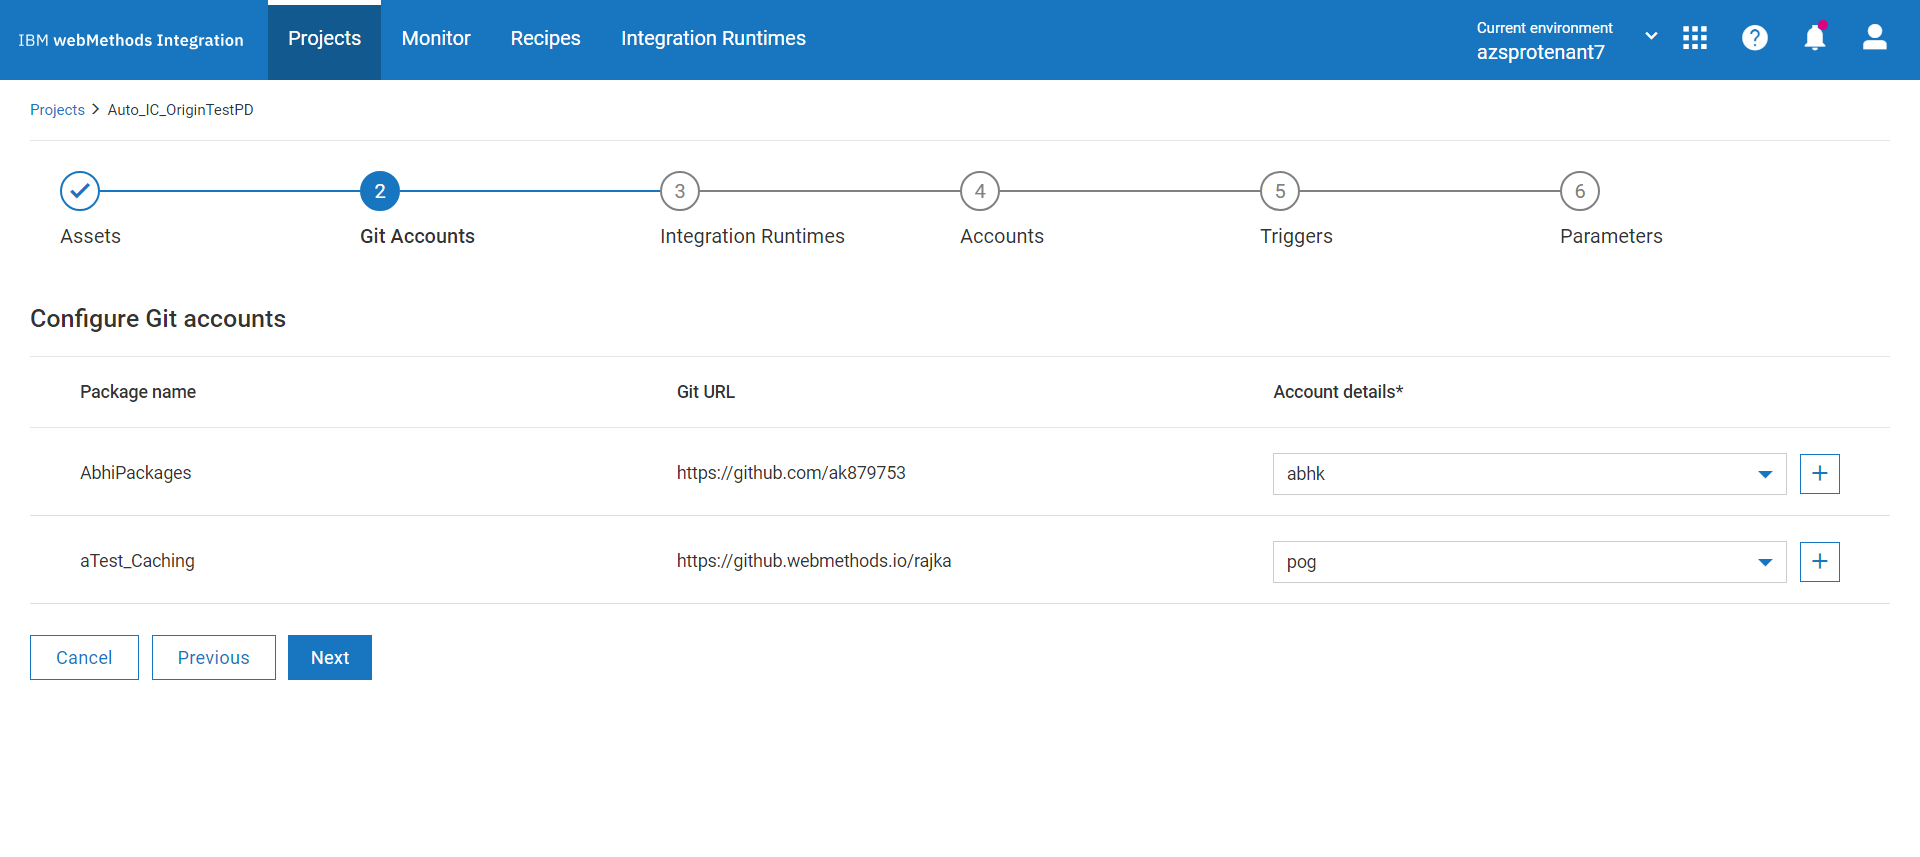 IBM webMethods Integration
Projects
Monitor
Recipes
Integration Runtimes
Current environment
azsprotenant7
Projects > Auto_IC_OriginTestPD
2
3
4
5
6
Assets
Git Accounts
Integration Runtimes
Accounts
Triggers
Parameters
Configure Git accounts
Package name
Git URL
Account details*
AbhiPackages
https://github.com/ak879753
abhk
+
aTest_Caching
https://github.webmethods.io/rajka
pog
+
Cancel
Previous
Next